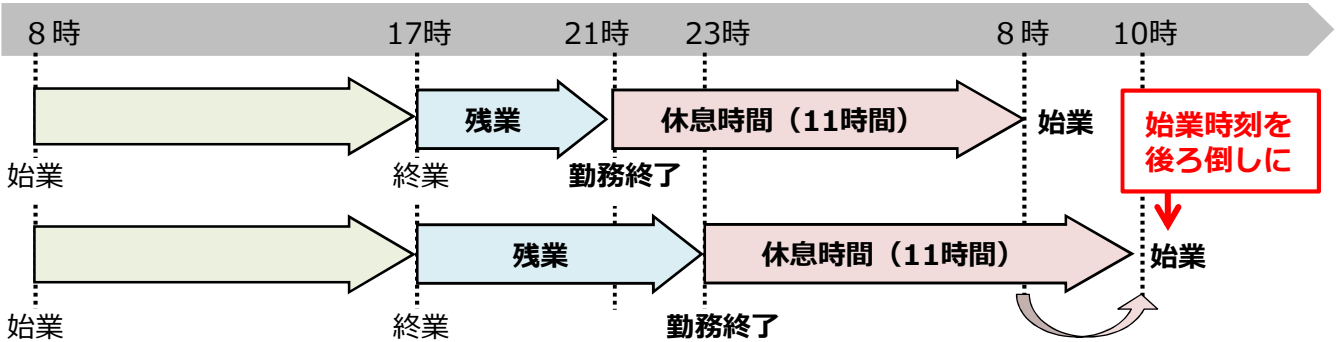 ８時 17時 21時 23時 ８時 10時
残業 休息時間（11時間） 始業
始業時刻を
後ろ倒しに
始業 終業 勤務終了
残業 休息時間（11時間） 始業
始業 終業 勤務終了